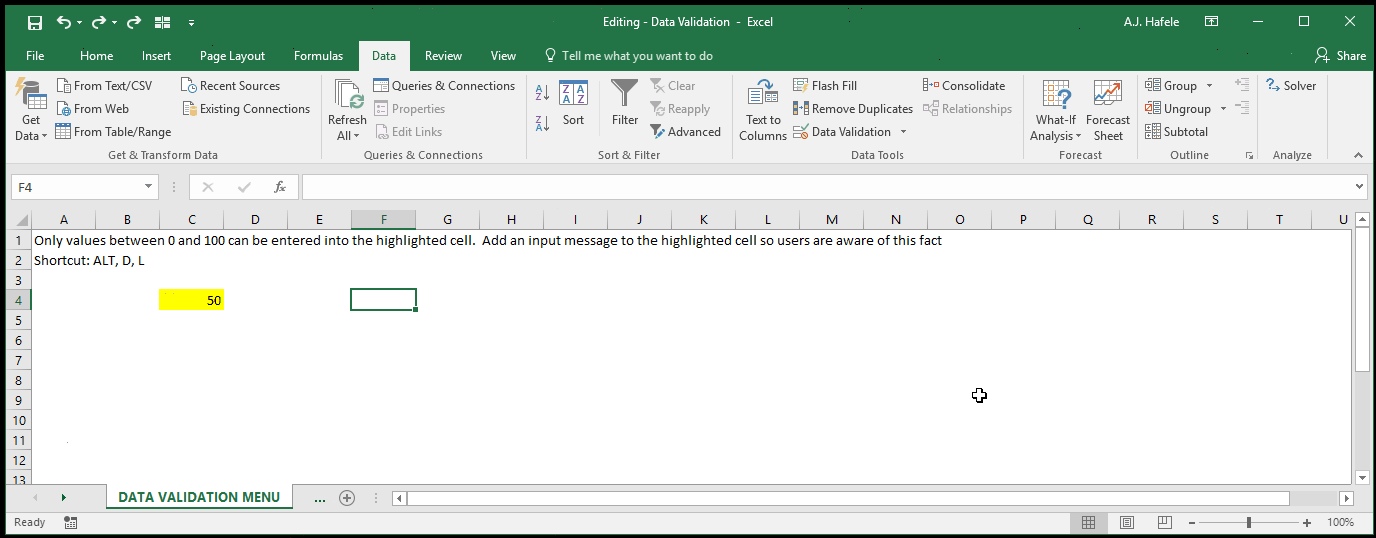 Editing - Data Validation - Excel
A.J. Hafele
File Home Insert Page Layout Formulas Data Review View Tell me what you want to do Share
Get Data
From Text/CSV
From Web
From Table/Range
Recent Sources
Existing Connections
Get & Transform Data
Refresh All
Queries & Connections
Properties
Edit Links
Queries & Connections
A Z
Z A
Z A A Z
Sort
Filter
Clear
Reapply
Advanced
Sort & Filter
Text to Columns
Flash Fill
Remove Duplicates
Data Validation
Consolidate
Relationships
Data Tools
What-If Analysis
Forecast Sheet
Forecast
Group
Ungroup
Subtotal
Outline
?
Solver
Analyze
F4
fx
A B C D E F G H I J K L M N O P Q R S T U
1 Only values between 0 and 100 can be entered into the highlighted cell. Add an input message to the highlighted cell so users are aware of this fact
2 Shortcut: ALT, D, L
3
4 50
5
6
7
8
9
10
11
12
13
DATA VALIDATION MENU ...
Ready
100%